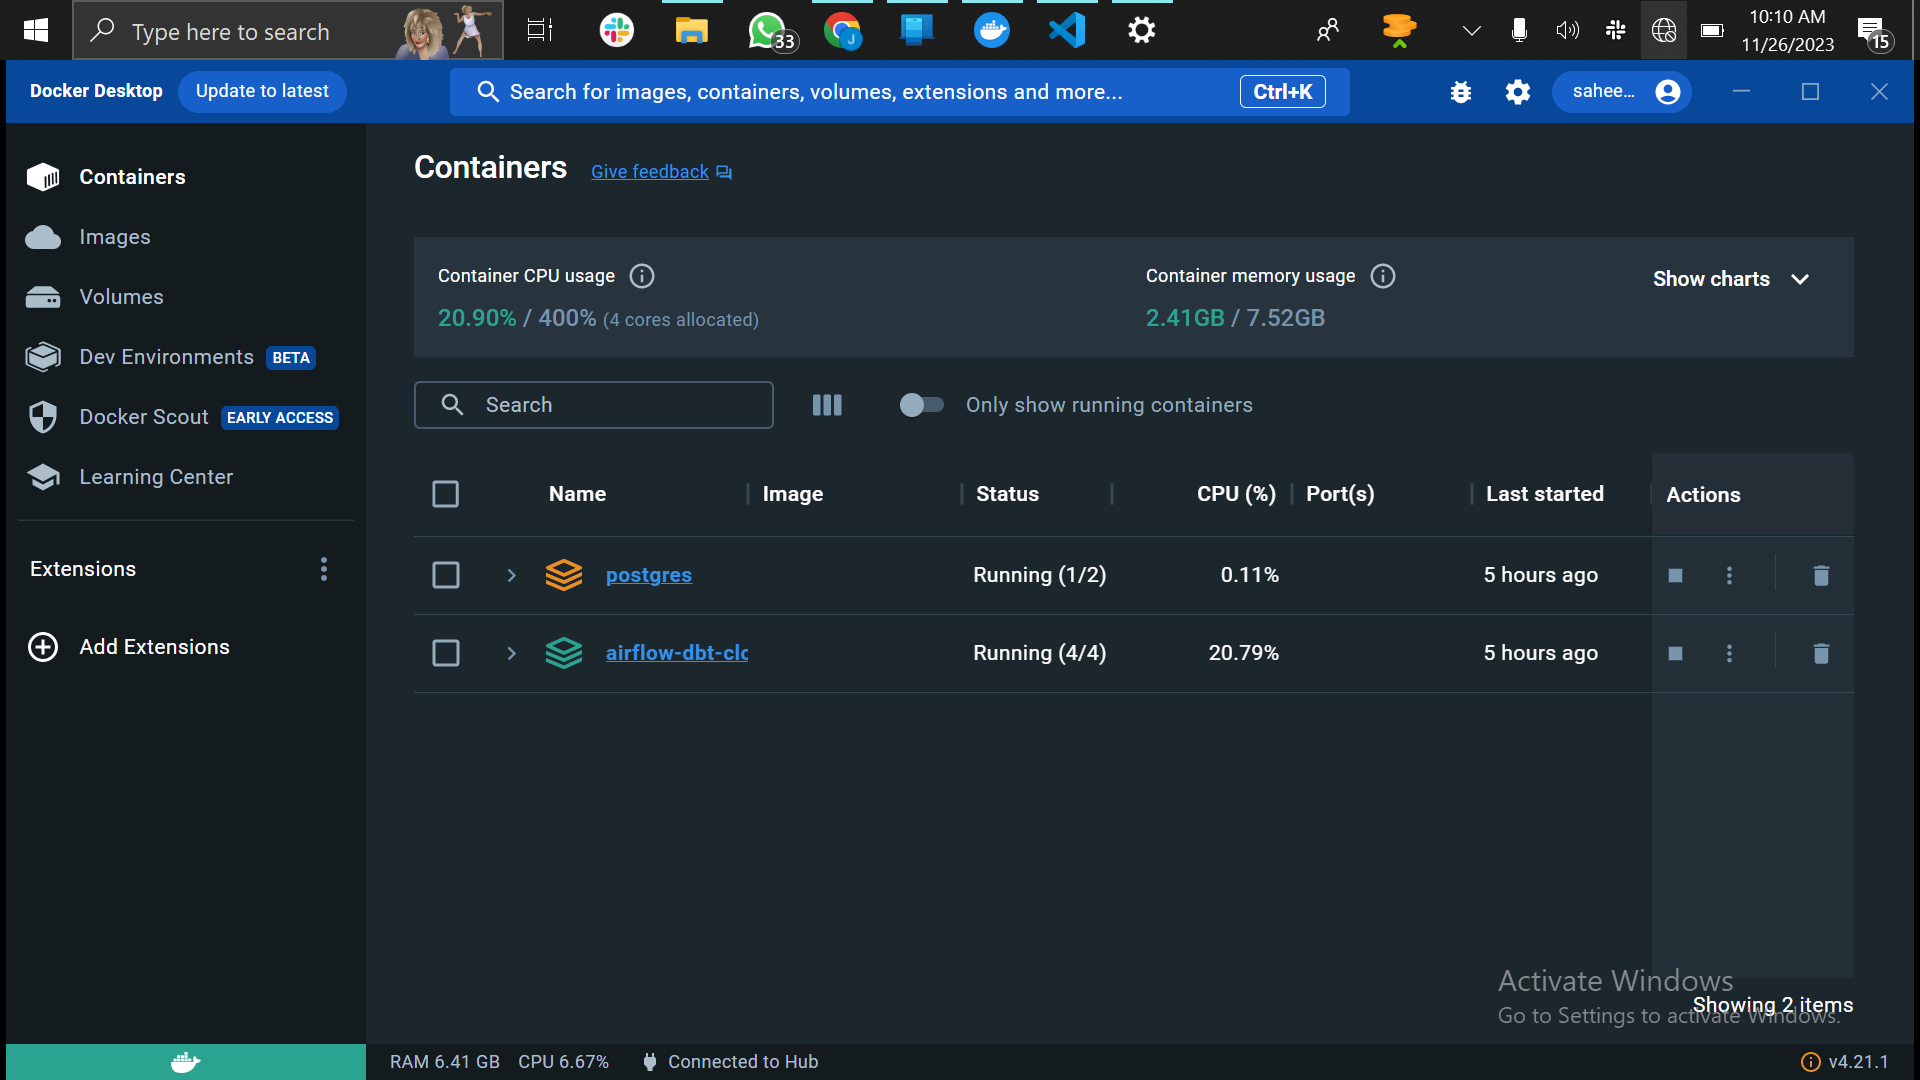 Type here to search
33
J
10:10 AM
11/26/2023
15
Docker Desktop
Update to latest
Search for images, containers, volumes, extensions and more...
Ctrl+K
sahee...
Containers
Images
Volumes
Dev Environments BETA
Docker Scout EARLY ACCESS
Learning Center
Extensions
Add Extensions
Containers Give feedback
Container CPU usage
20.90% / 400% (4 cores allocated)
Container memory usage
2.41GB / 7.52GB
Show charts
Search
Only show running containers
Name Image Status CPU (%) Port(s) Last started Actions
postgres Running (1/2) 0.11% 5 hours ago
airflow-dbt-clo Running (4/4) 20.79% 5 hours ago
Activate Windows
Go to Settings to activate Windows.
Showing 2 items
RAM 6.41 GB CPU 6.67% Connected to Hub
v4.21.1